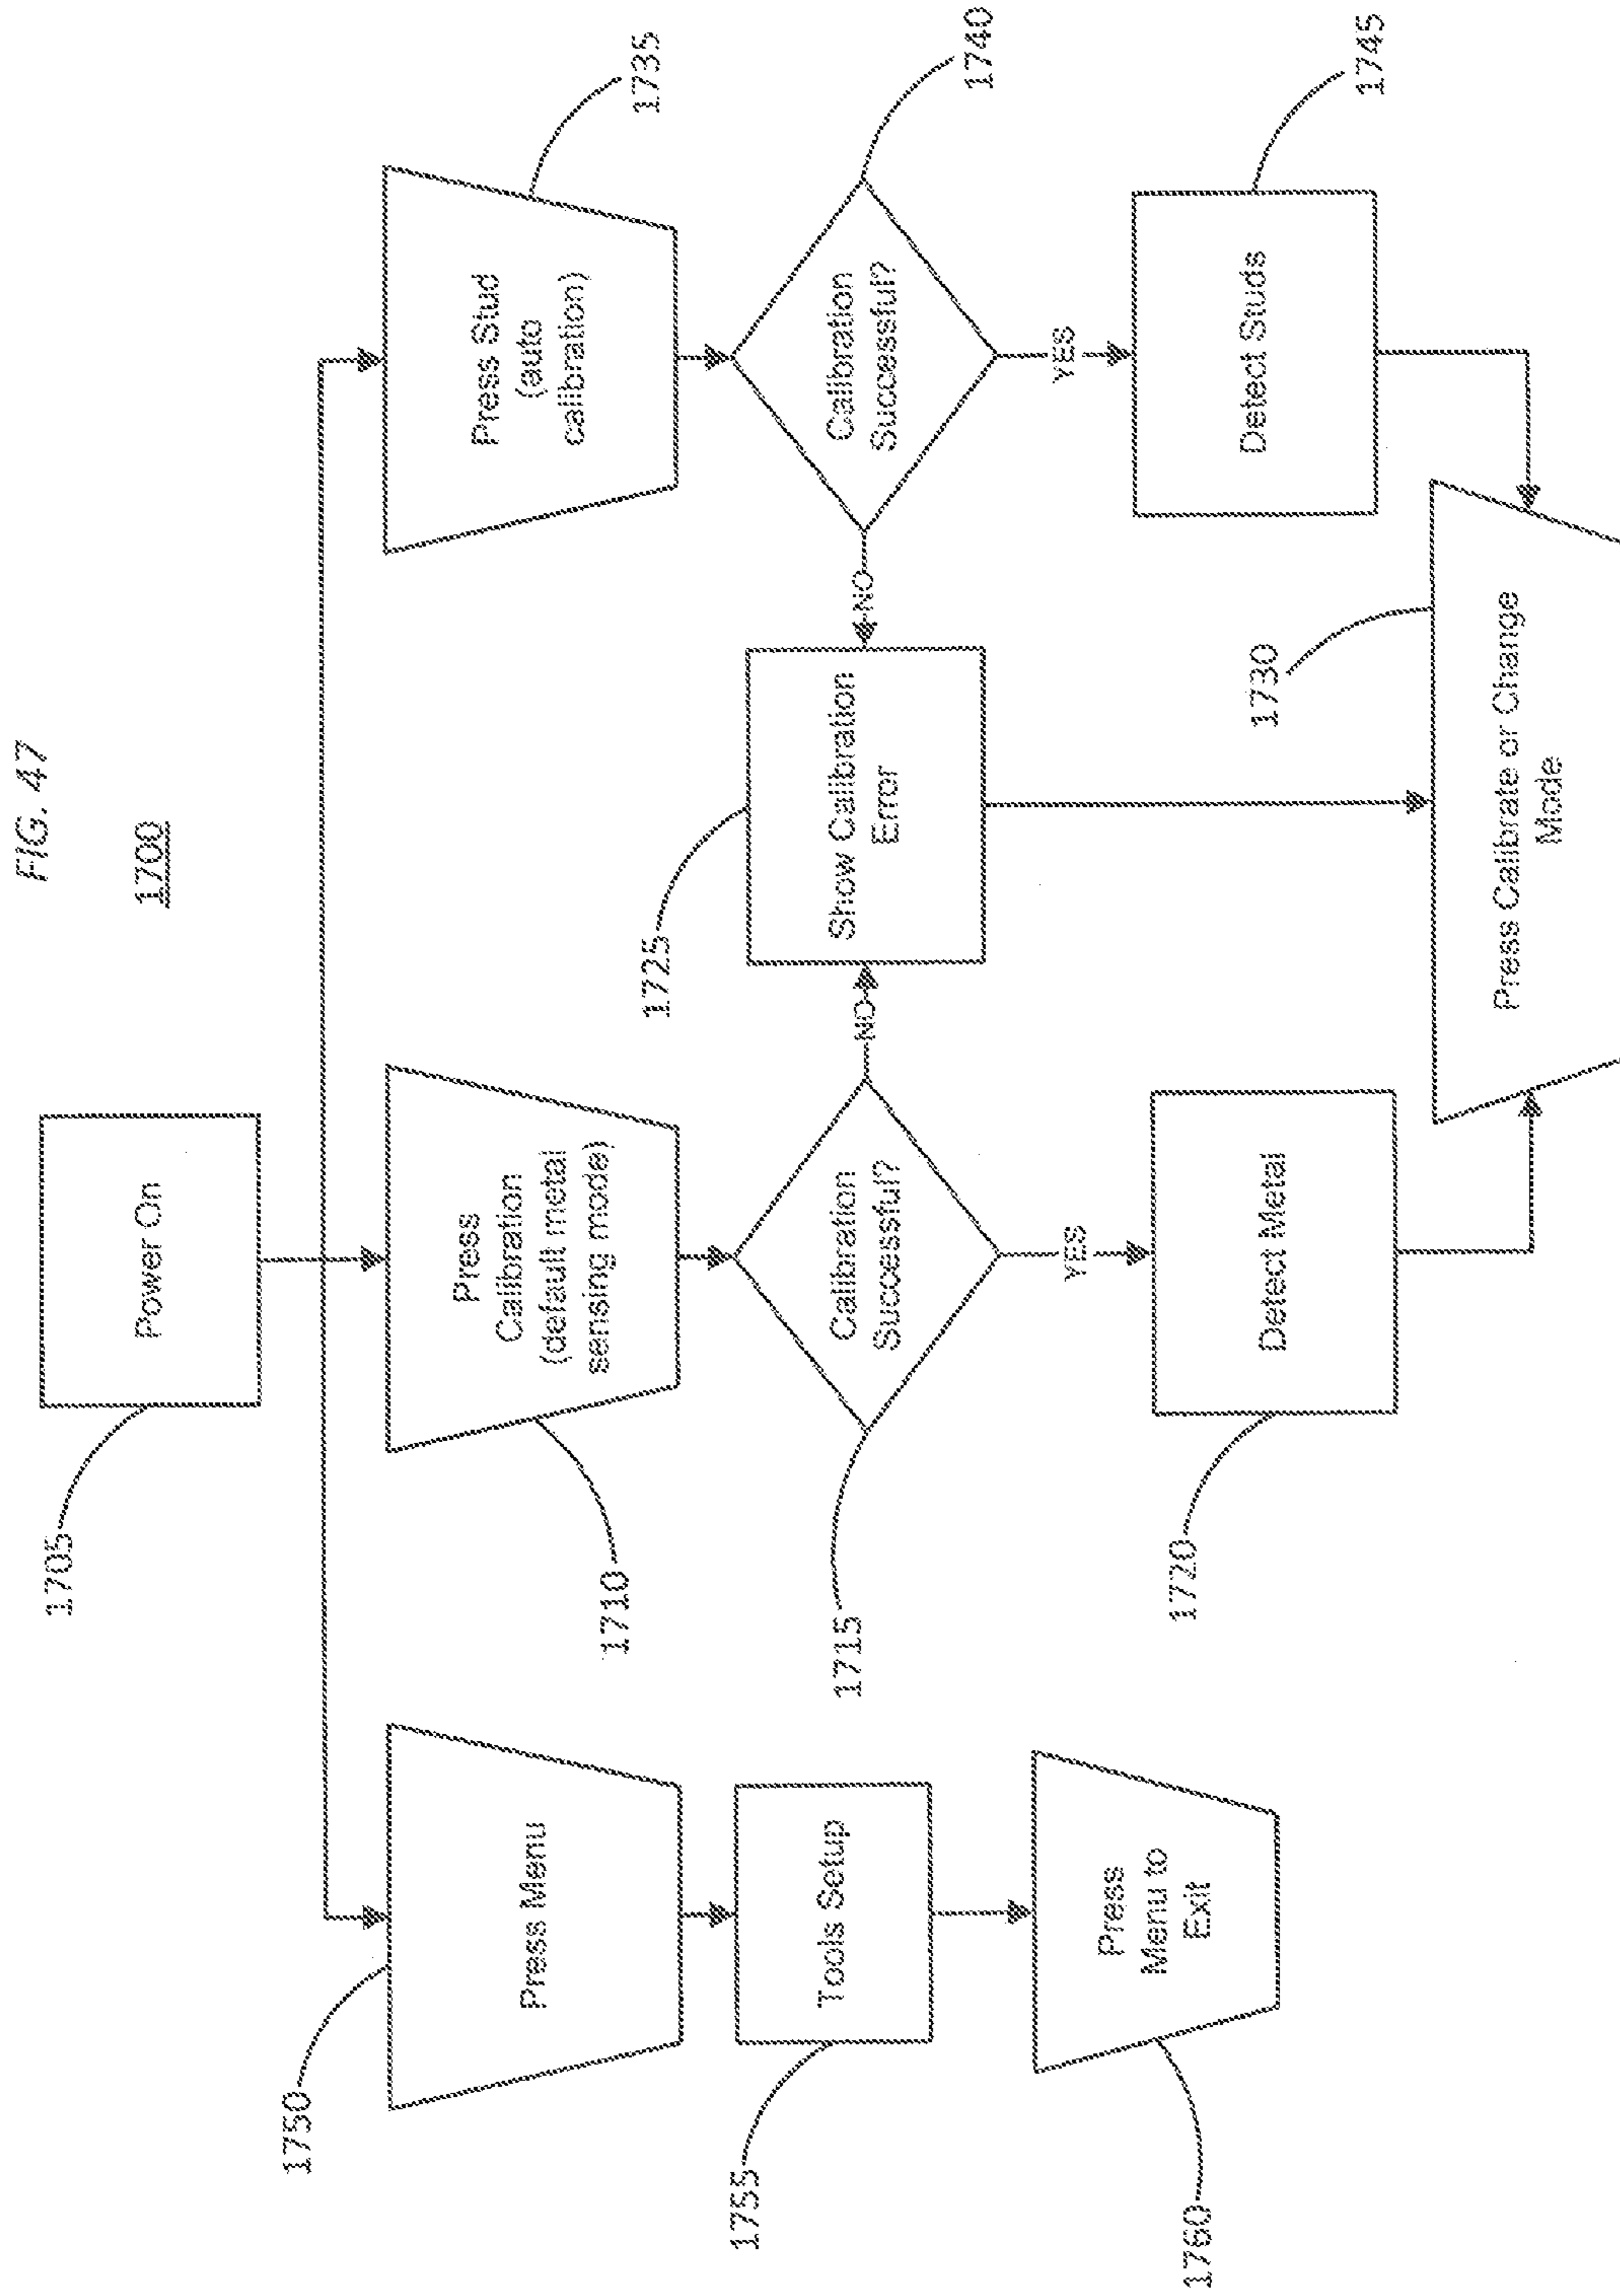 FIG. 47
1700
1705
Power On
1750
Press Menu
1710
Press
Calibration
(default metal
sensing mode)
Press Stud
(auto
calibration)
1735
1755
Tools Setup
1715
Calibration
Successful?
NO
1725
Show Calibration
Error
NO
Calibration
Successful?
1740
1760
Press
Menu to
Exit
YES
YES
1720
Detect Metal
1730
Detect Studs
1745
Press Calibrate or Change
Mode